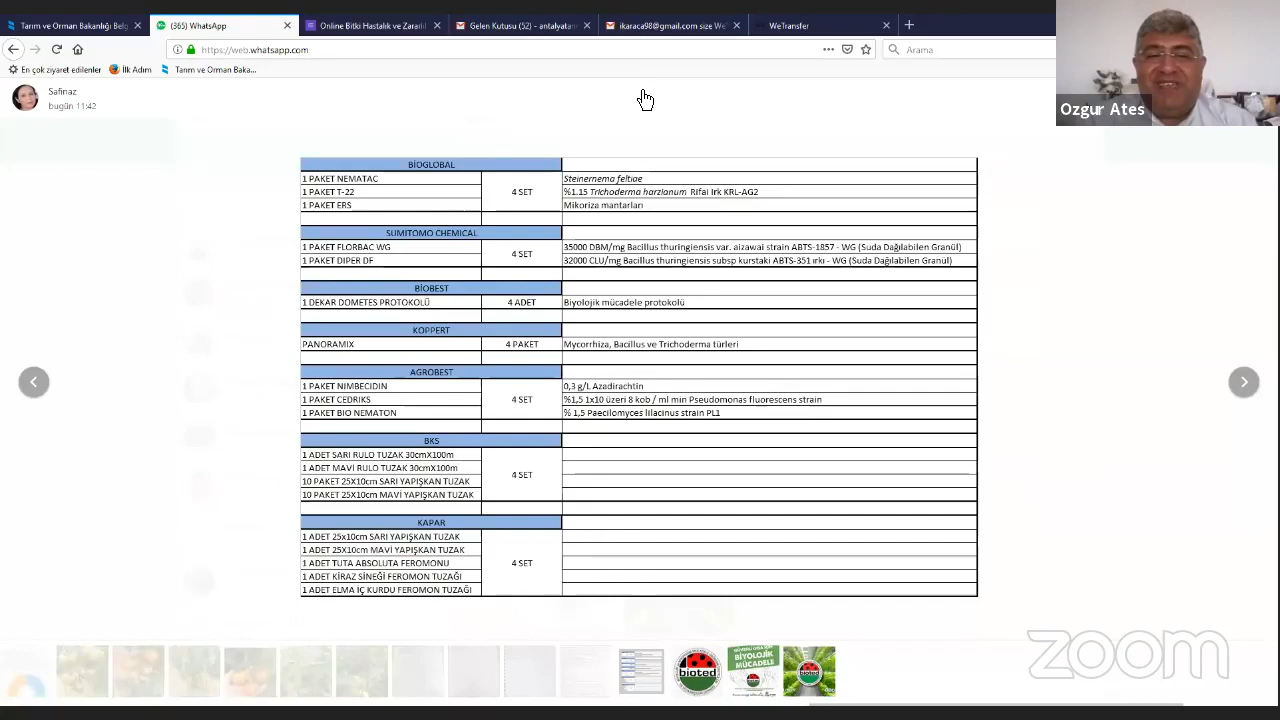 Tarım ve Orman Bakanlığı Belg
(365) WhatsApp
Online Bitki Hastalık ve Zararlıl
Gelen Kutusu (52) - antalyatan
ikaraca98@gmail.com size We
WeTransfer
https://web.whatsapp.com
Arama
En çok ziyaret edilenler
İlk Adım
Tarım ve Orman Baka...
Safinaz
bugün 11:42
Ozgur Ates
BİOGLOBAL
1 PAKET NEMATAC
Steinernema feltiae
1 PAKET T-22
4 SET
%1.15 Trichoderma harzianum Rifai Irk KRL-AG2
1 PAKET ERS
Mikoriza mantarları
SUMITOMO CHEMICAL
1 PAKET FLORBAC WG
4 SET
35000 DBM/mg Bacillus thuringiensis var. aizawai strain ABTS-1857 - WG (Suda Dağılabilen Granül)
1 PAKET DIPER DF
32000 CLU/mg Bacillus thuringiensis subsp kurstaki ABTS-351 ırkı - WG (Suda Dağılabilen Granül)
BİOBEST
1 DEKAR DOMETES PROTOKOLÜ
4 ADET
Biyolojik mücadele protokolü
KOPPERT
PANORAMIX
4 PAKET
Mycorrhiza, Bacillus ve Trichoderma türleri
AGROBEST
1 PAKET NIMBECIDIN
0,3 g/L Azadirachtin
1 PAKET CEDRIKS
4 SET
%1,5 1x10 üzeri 8 kob / ml min Pseudomonas fluorescens strain
1 PAKET BIO NEMATON
% 1,5 Paecilomyces lilacinus strain PL1
BKS
1 ADET SARI RULO TUZAK 30cmX100m
1 ADET MAVİ RULO TUZAK 30cmX100m
4 SET
10 PAKET 25X10cm SARI YAPIŞKAN TUZAK
10 PAKET 25X10cm MAVİ YAPIŞKAN TUZAK
KAPAR
1 ADET 25x10cm SARI YAPIŞKAN TUZAK
1 ADET 25X10cm MAVİ YAPIŞKAN TUZAK
1 ADET TUTA ABSOLUTA FEROMONU
4 SET
1 ADET KİRAZ SİNEĞİ FEROMON TUZAĞI
1 ADET ELMA İÇ KURDU FEROMON TUZAĞI
bioted
BİYOLOJİK
MÜCADELE
zoom